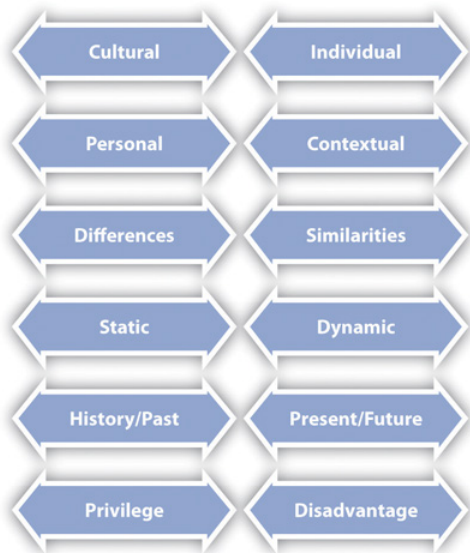 Cultural Individual
Personal Contextual
Differences Similarities
Static Dynamic
History/Past Present/Future
Privilege Disadvantage